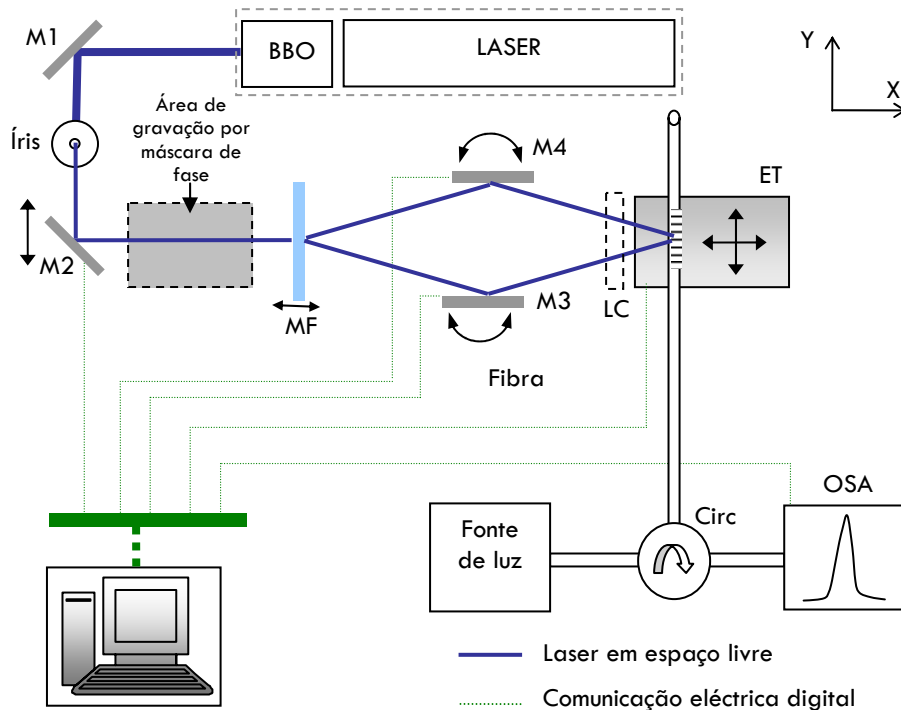 M1
BBO
LASER
Y
X
Íris
Área de
gravação por
máscara de
fase
M4
ET
M2
MF
M3
LC
Fibra
OSA
Circ
Fonte
de luz
Laser em espaço livre
Comunicação eléctrica digital